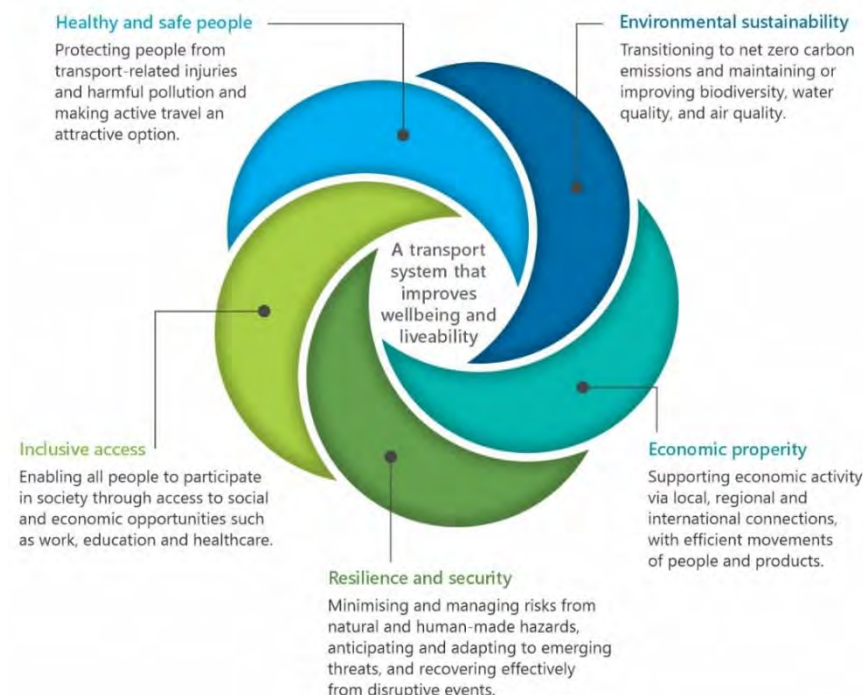 Healthy and safe people
Protecting people from
transport-related injuries
and harmful pollution and
making active travel an
attractive option.
Environmental sustainability
Transitioning to net zero carbon
emissions and maintaining or
improving biodiversity, water
quality, and air quality.
A transport
system that
improves
wellbeing and
liveability
Inclusive access
Enabling all people to participate
in society through access to social
and economic opportunities such
as work, education and healthcare.
Economic properity
Supporting economic activity
via local, regional and
international connections,
with efficient movements
of people and products.
Resilience and security
Minimising and managing risks from
natural and human-made hazards,
anticipating and adapting to emerging
threats, and recovering effectively
from disruptive events.